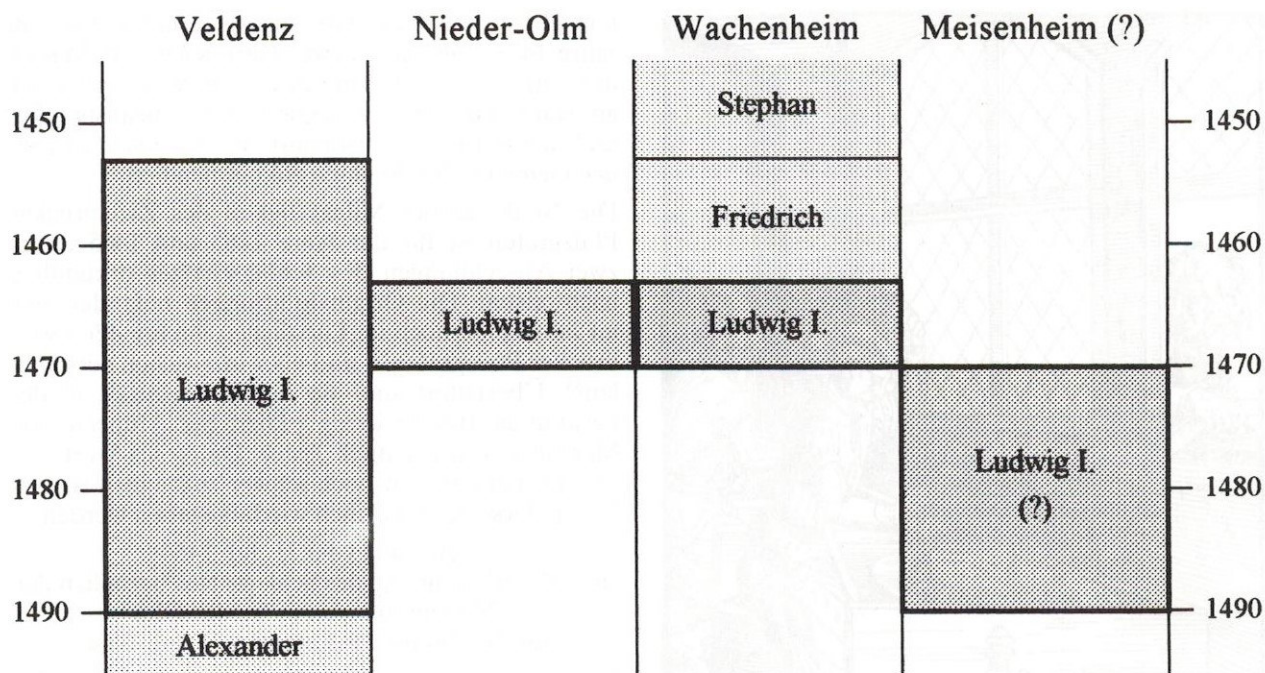 Veldenz Nieder-Olm Wachenheim Meisenheim (?)
Stephan
1450 1450
Friedrich
1460 1460
Ludwig I. Ludwig I.
1470 1470
Ludwig I.
Ludwig I.
1480 1480
(?)
1490 1490
Alexander